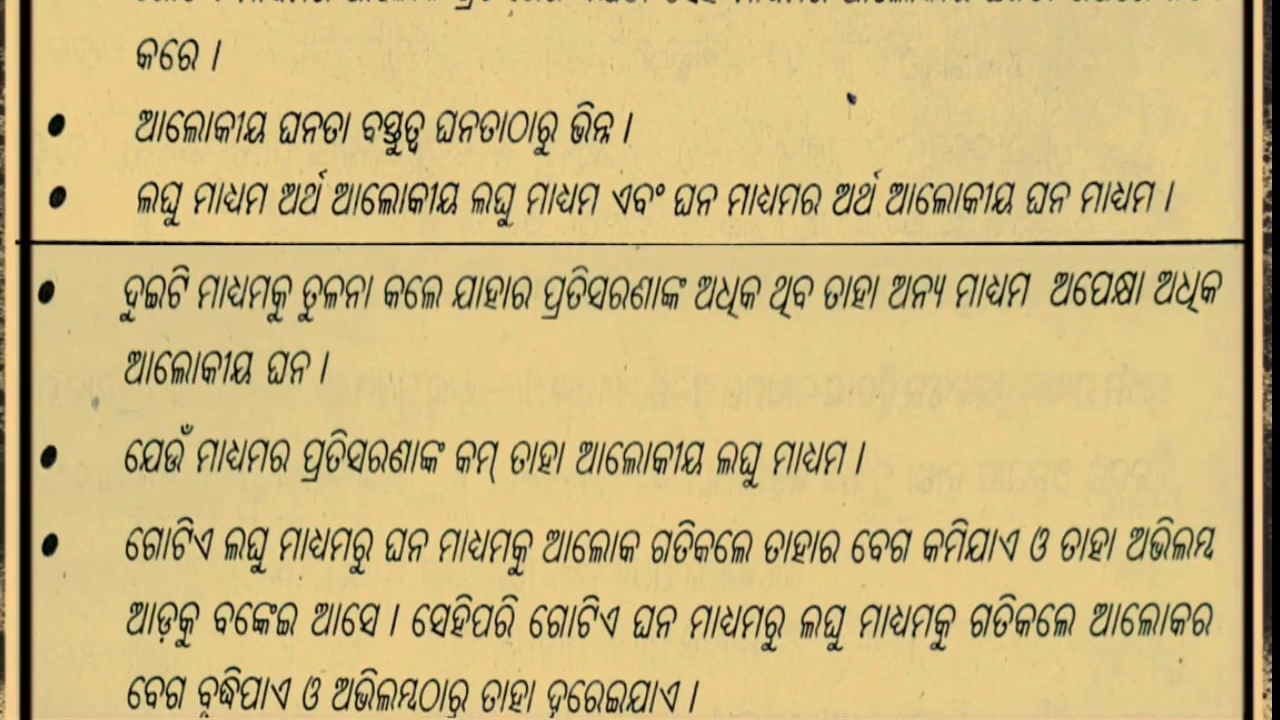 କରେ ।
• ଆଲୋକୀୟ ଘନତା ବସ୍ତୁତ୍ୱ ଘନତାଠାରୁ ଭିନ୍ନ ।
• ଲଘୁ ମାଧ୍ୟମ ଅର୍ଥ ଆଲୋକୀୟ ଲଘୁ ମାଧ୍ୟମ ଏବଂ ଘନ ମାଧ୍ୟମର ଅର୍ଥ ଆଲୋକୀୟ ଘନ ମାଧ୍ୟମ ।
• ଦୁଇଟି ମାଧ୍ୟମକୁ ତୁଳନା କଲେ ଯାହାର ପ୍ରତିସରଣାଙ୍କ ଅଧିକ ଥିବ ତାହା ଅନ୍ୟ ମାଧ୍ୟମ ଅପେକ୍ଷା ଅଧିକ
ଆଲୋକୀୟ ଘନ ।
• ଯେଉଁ ମାଧ୍ୟମର ପ୍ରତିସରଣାଙ୍କ କମ୍ ତାହା ଆଲୋକୀୟ ଲଘୁ ମାଧ୍ୟମ ।
• ଗୋଟିଏ ଲଘୁ ମାଧ୍ୟମରୁ ଘନ ମାଧ୍ୟମକୁ ଆଲୋକ ଗତିକଲେ ତାହାର ବେଗ କମିଯାଏ ଓ ତାହା ଅଭିଲମ୍ବ
ଆଡ଼କୁ ବଙ୍କେଇ ଆସେ । ସେହିପରି ଗୋଟିଏ ଘନ ମାଧ୍ୟମରୁ ଲଘୁ ମାଧ୍ୟମକୁ ଗତିକଲେ ଆଲୋକର
ବେଗ ବୃଦ୍ଧିପାଏ ଓ ଅଭିଲମ୍ବଠାରୁ ତାହା ଦୂରେଇଯାଏ ।